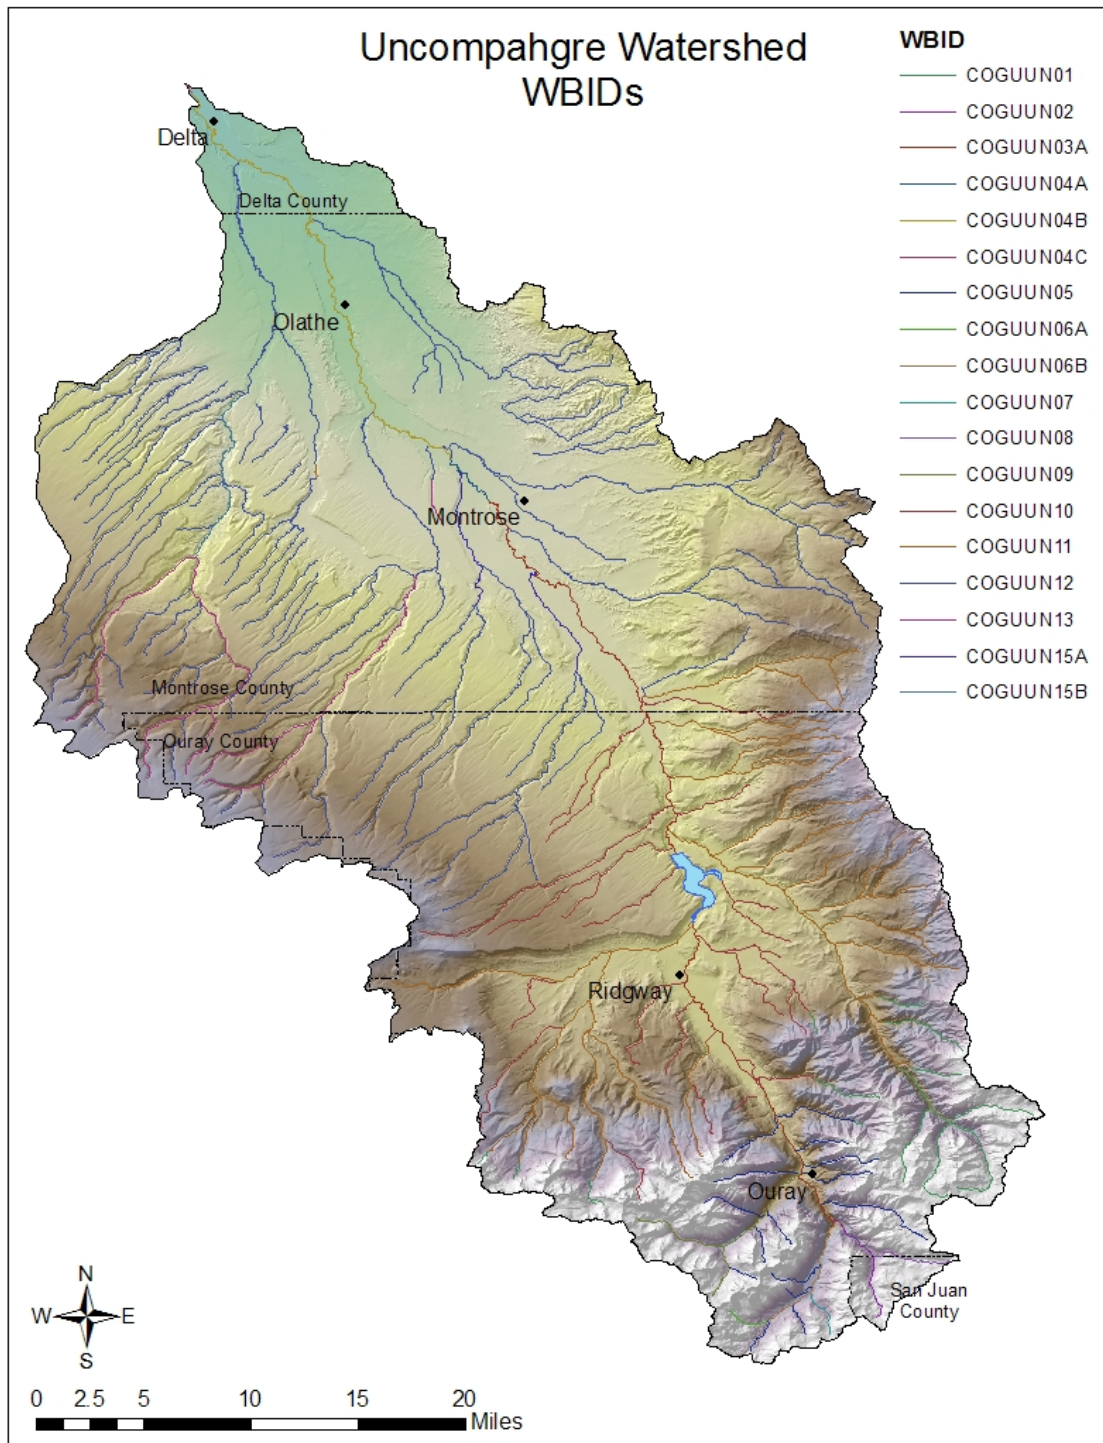 Uncompahgre Watershed
WBIDs
WBID
COGUUN01
COGUUN02
COGUUN03A
COGUUN04A
COGUUN04B
COGUUN04C
COGUUN05
COGUUN06A
COGUUN06B
COGUUN07
COGUUN08
COGUUN09
COGUUN10
COGUUN11
COGUUN12
COGUUN13
COGUUN15A
COGUUN15B
Delta
Delta County
Olathe
Montrose
Montrose County
Ouray County
Ridgway
Ouray
San Juan
County
N
W E
S
0 2.5 5 10 15 20
Miles